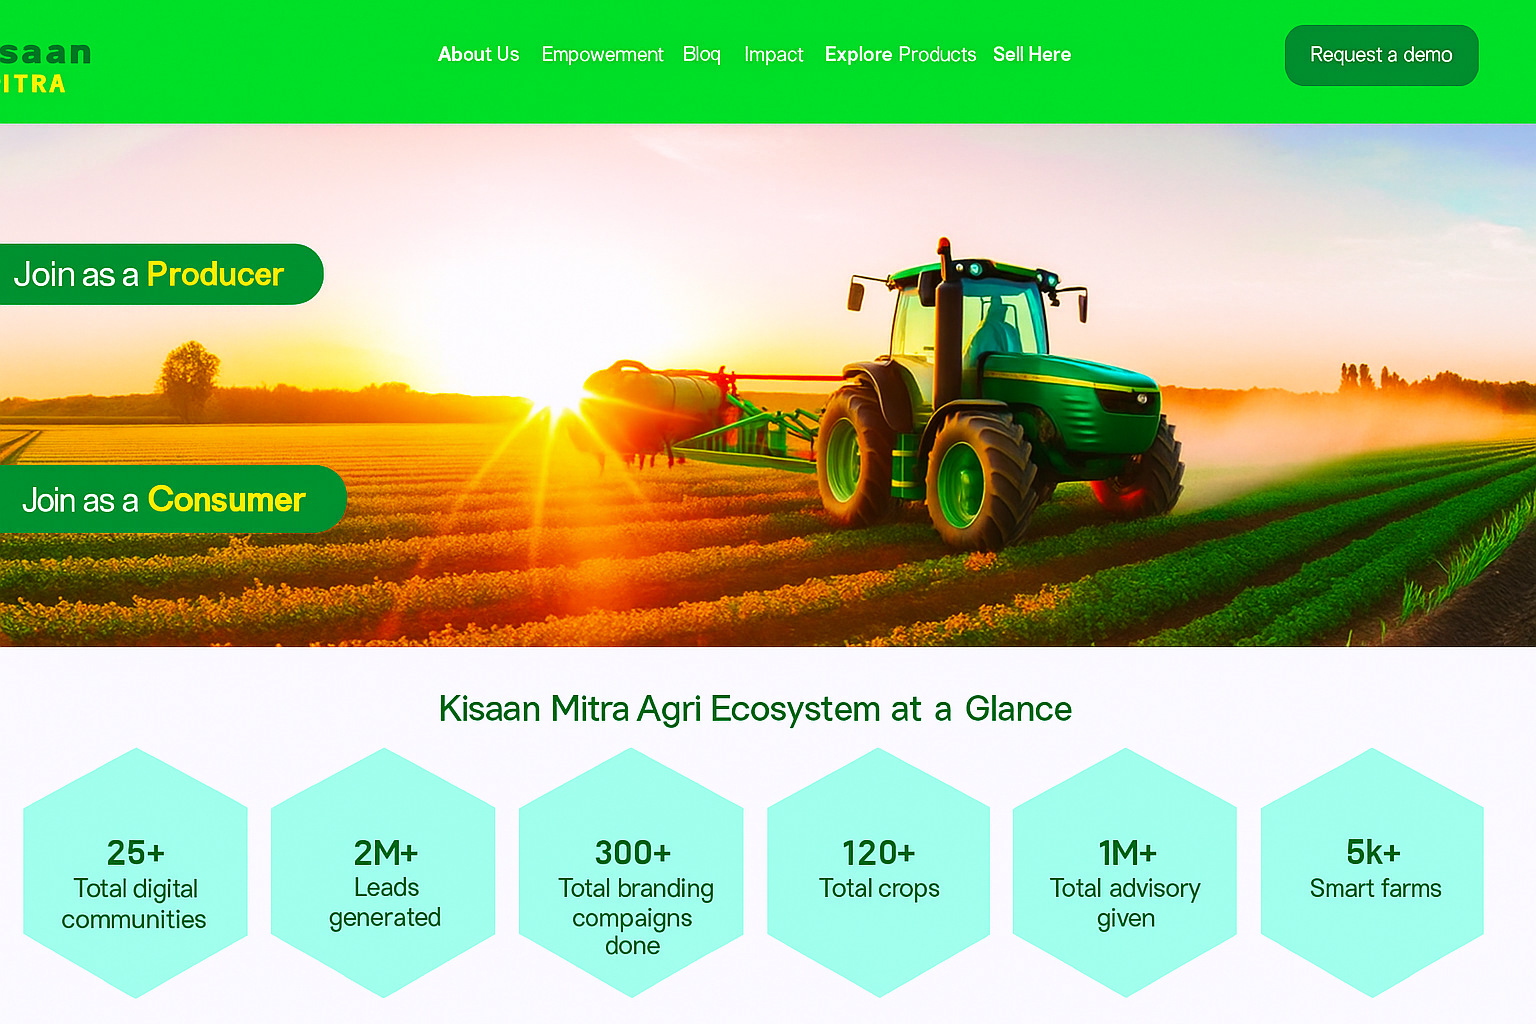 saan
ITRA
About Us Empowerment Bloq Impact Explore Products Sell Here
Request a demo
Join as a Producer
Join as a Consumer
Kisaan Mitra Agri Ecosystem at a Glance
25+
Total digital
communities
2M+
Leads
generated
300+
Total branding
compaigns
done
120+
Total crops
1M+
Total advisory
given
5k+
Smart farms